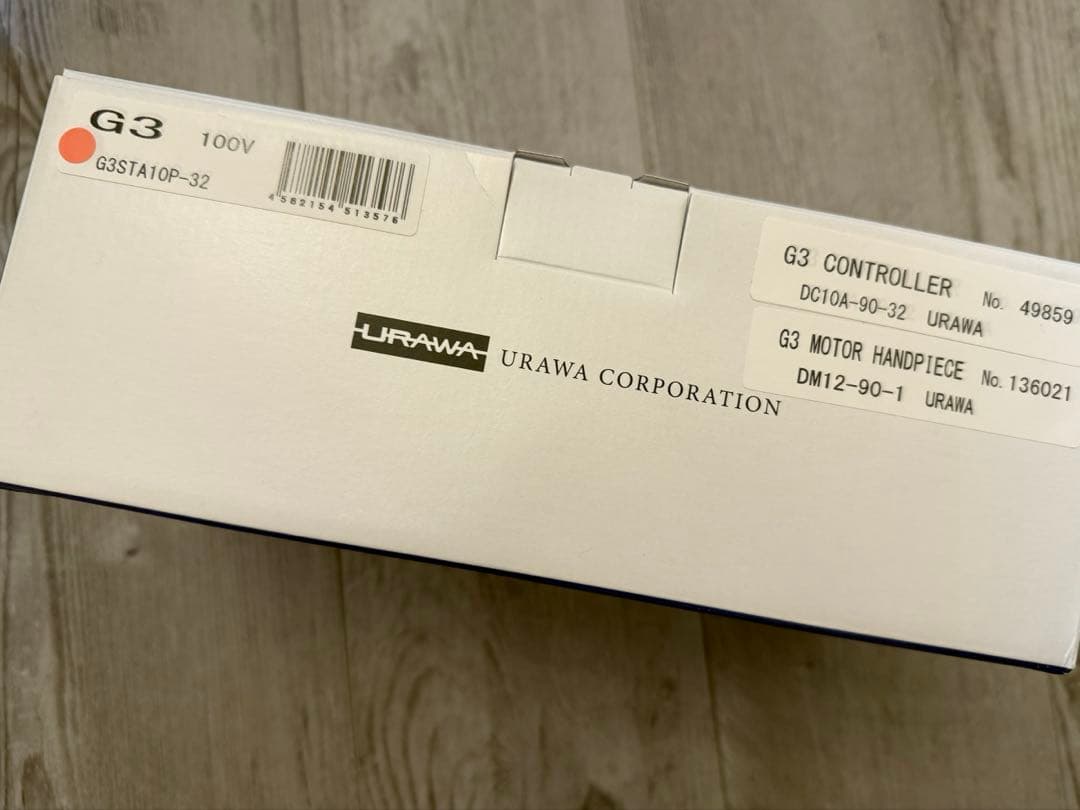 G3 100V
G3STA10P-32
4 582154 513576
URAWA URAWA CORPORATION
G3 CONTROLLER No. 49859
DC10A-90-32 URAWA
G3 MOTOR HANDPIECE No. 136021
DM12-90-1 URAWA